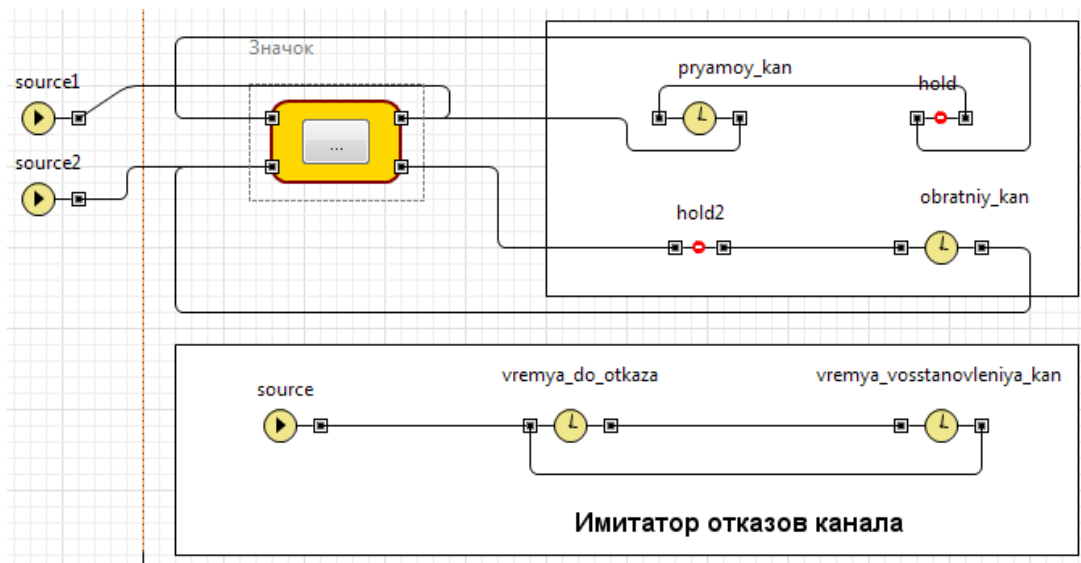 Значок
source1
pryamoy_kan
hold
...
source2
obratniy_kan
hold2
source
vremya_do_otkaza
vremya_vosstanovleniya_kan
Имитатор отказов канала